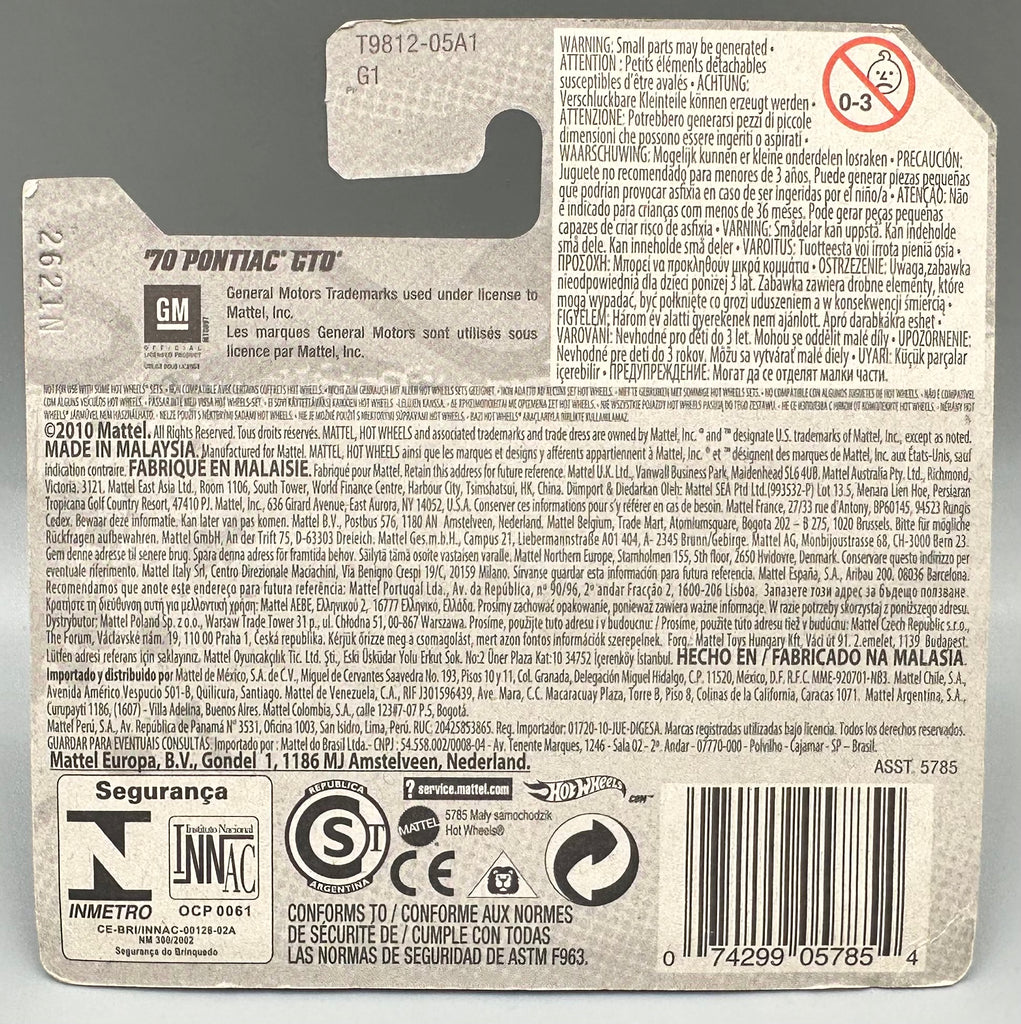 T9812-05A1
G1
WARNING: Small parts may be generated •
ATTENTION : Petits éléments détachables
susceptibles d'être avalés • ACHTUNG:
Verschluckbare Kleinteile können erzeugt werden •
ATTENZIONE: Potrebbero generarsi pezzi di piccole
dimensioni che possono essere ingeriti o aspirati •
WAARSCHUWING: Mogelijk kunnen er kleine onderdelen losraken • PRECAUCIÓN:
Juguete no recomendado para menores de 3 años. Puede generar piezas pequeñas
que podrían provocar asfixia en caso de ser ingeridas por el niño/a • ATENÇÃO: Não
é indicado para crianças com menos de 36 meses. Pode gerar peças pequenas
capazes de criar risco de asfixia • VARNING: Smådelar kan uppstå. Kan indeholde
små dele. Kan inneholde små deler • VAROITUS: Tuotteesta voi irrota pieniä osia •
ΠΡΟΣΟΧΗ: Μπορεί να προκληθούν μικρά κομμάτια • OSTRZEŻENIE: Uwaga, zabawka
nieodpowiednia dla dzieci poniżej 3 lat. Zabawka zawiera drobne elementy, które
mogą wypadać, być połknięte co grozi uduszeniem a w konsekwencji śmiercią •
FIGYELEM: Három év alatti gyerekenek nem ajánlott. Apró darabkákra eshet •
VAROVÁNÍ: Nevhodné pro děti do 3 let. Mohou se oddělit malé díly • UPOZORNENIE:
Nevhodné pre deti do 3 rokov. Môžu sa vytvárať malé diely • UYARI: Küçük parçalar
içerebilir • ПРЕДУПРЕЖДЕНИЕ: Могат да се отделят малки части.
0-3
2621,N
'70 PONTIAC® GTO®
GM
OFFICIAL
LICENSED PRODUCT
General Motors Trademarks used under license to
Mattel, Inc.
Les marques General Motors sont utilisés sous
licence par Mattel, Inc.
NOT FOR USE WITH SOME HOT WHEELS® SETS. • NON COMPATIBLE AVEC CERTAINS COFFRETS HOT WHEELS. • NICHT ZUM GEBRAUCH MIT ALLEN HOT WHEELS SETS GEEIGNET.
©2010 Mattel. All Rights Reserved. Tous droits réservés. MATTEL, HOT WHEELS and associated trademarks and trade dress are owned by Mattel, Inc. ® and ™ designate U.S. trademarks of Mattel, Inc., except as noted.
MADE IN MALAYSIA. Manufactured for Mattel. MATTEL, HOT WHEELS ainsi que les marques et designs y afférents appartiennent à Mattel, Inc. ® et ™ désignent des marques de Mattel, Inc. aux États-Unis, sauf
indication contraire. FABRIQUÉ EN MALAISIE. Fabriqué pour Mattel. Retain this address for future reference. Mattel U.K. Ltd., Vanwall Business Park, Maidenhead SL6 4UB. Mattel Australia Pty. Ltd., Richmond,
Victoria. 3121. Mattel East Asia Ltd., Room 1106, South Tower, World Finance Centre, Harbour City, Tsimshatsui, HK, China. Diimport & Diedarkan Oleh: Mattel SEA Ptd Ltd.(993532-P) Lot 13.5, Menara Lien Hoe, Persiaran
Tropicana Golf Country Resort, 47410 PJ. Mattel, Inc., 636 Girard Avenue, East Aurora, NY 14052, U.S.A. Conserver ces informations pour s'y référer en cas de besoin. Mattel France, 27/33 rue d'Antony, BP60145, 94523 Rungis
Cedex. Bewaar deze informatie. Kan later van pas komen. Mattel B.V., Postbus 576, 1180 AN Amstelveen, Nederland. Mattel Belgium, Trade Mart, Atomiumsquare, Bogota 202 – B 275, 1020 Brussels. Bitte für mögliche
Rückfragen aufbewahren. Mattel GmbH, An der Trift 75, D-63303 Dreieich. Mattel Ges.m.b.H., Campus 21, Liebermannstraße A01 404, A- 2345 Brunn/Gebirge. Mattel AG, Monbijoustrasse 68, CH-3000 Bern 23.
Gem denne adresse til senere brug. Spara denna adress för framtida behov. Säilytä tämä osoite vastaisen varalle. Mattel Northern Europe, Stamholmen 155, 5th floor, 2650 Hvidovre, Denmark. Conservare questo indirizzo per
eventuale riferimento. Mattel Italy Srl, Centro Direzionale Maciachini, Via Benigno Crespi 19/C, 20159 Milano. Sírvanse guardar esta información para futura referencia. Mattel España, S.A., Aribau 200. 08036 Barcelona.
Recomendamos que anote este endereço para futura referência: Mattel Portugal Lda., Av. da República, nº 90/96, 2º andar Fracção 2, 1600-206 Lisboa. Запазете този адрес за бъдещо ползване.
Κρατήστε τη διεύθυνση αυτή για μελλοντική χρήση: Mattel AEBE, Ελληνικού 2, 16777 Ελληνικό, Ελλάδα. Prosimy zachować opakowanie, ponieważ zawiera ważne informacje. W razie potrzeby skorzystaj z poniższego adresu.
Dystrybutor: Mattel Poland Sp. z o.o., Warsaw Trade Tower 31 p., ul. Chłodna 51, 00-867 Warszawa. Prosíme, použijte tuto adresu i v budoucnu: / Prosíme, použite túto adresu tiež v budúcnosti: Mattel Czech Republic s.r.o.,
The Forum, Václavské nám. 19, 110 00 Praha 1, Česká republika. Kérjük őrizze meg a csomagolást, mert azon fontos információk szerepelnek. Forg.: Mattel Toys Hungary Kft, Váci út 91. 2.emelet, 1139 Budapest.
Lütfen adresi referans için saklayınız. Mattel Oyuncakçılık Tic. Ltd. Şti., Eski Üsküdar Yolu Erkut Sok. No:2 Üner Plaza Kat:10 34752 İçerenköy İstanbul. HECHO EN / FABRICADO NA MALASIA.
Importado y distribuido por Mattel de México, S.A. de C.V., Miguel de Cervantes Saavedra No. 193, Pisos 10 y 11, Col. Granada, Delegación Miguel Hidalgo, C.P. 11520, México, D.F. R.F.C. MME-920701-NB3. Mattel Chile, S.A.,
Avenida Américo Vespucio 501-B, Quilicura, Santiago. Mattel de Venezuela, C.A., RIF J301596439, Ave. Mara, C.C. Macaracuay Plaza, Torre B, Piso 8, Colinas de la California, Caracas 1071. Mattel Argentina, S.A.,
Curupaytí 1186, (1607) - Villa Adelina, Buenos Aires. Mattel Colombia, S.A., calle 123#7-07 P.5, Bogotá.
Mattel Perú, S.A., Av. República de Panamá N° 3531, Oficina 1003, San Isidro, Lima, Perú. RUC. 20425853865. Reg. Importador: 01720-10-JUE-DIGESA. Marcas registradas utilizadas bajo licencia. Todos los derechos reservados.
GUARDAR PARA EVENTUAIS CONSULTAS. Importado por : Mattel do Brasil Ltda.- CNPJ : 54.558.002/0008-04 - Av. Tenente Marques, 1246 - Sala 02 - 2º. Andar - 07770-000 - Polvilho - Cajamar - SP – Brasil.
Mattel Europa, B.V., Gondel 1, 1186 MJ Amstelveen, Nederland.
ASST. 5785
Segurança
INMETRO
Instituto Nacional
INNAC
OCP 0061
CE-BRI/INNAC-00128-02A
NM 300/2002
Segurança do Brinquedo
REPUBLICA
S T
ARGENTINA
? service.mattel.com
HOT WHEELS .COM™
MATTEL
5785 Mały samochodzik
Hot Wheels®
CE
CONFORMS TO / CONFORME AUX NORMES
DE SÉCURITÉ DE / CUMPLE CON TODAS
LAS NORMAS DE SEGURIDAD DE ASTM F963.
0 74299 05785 4